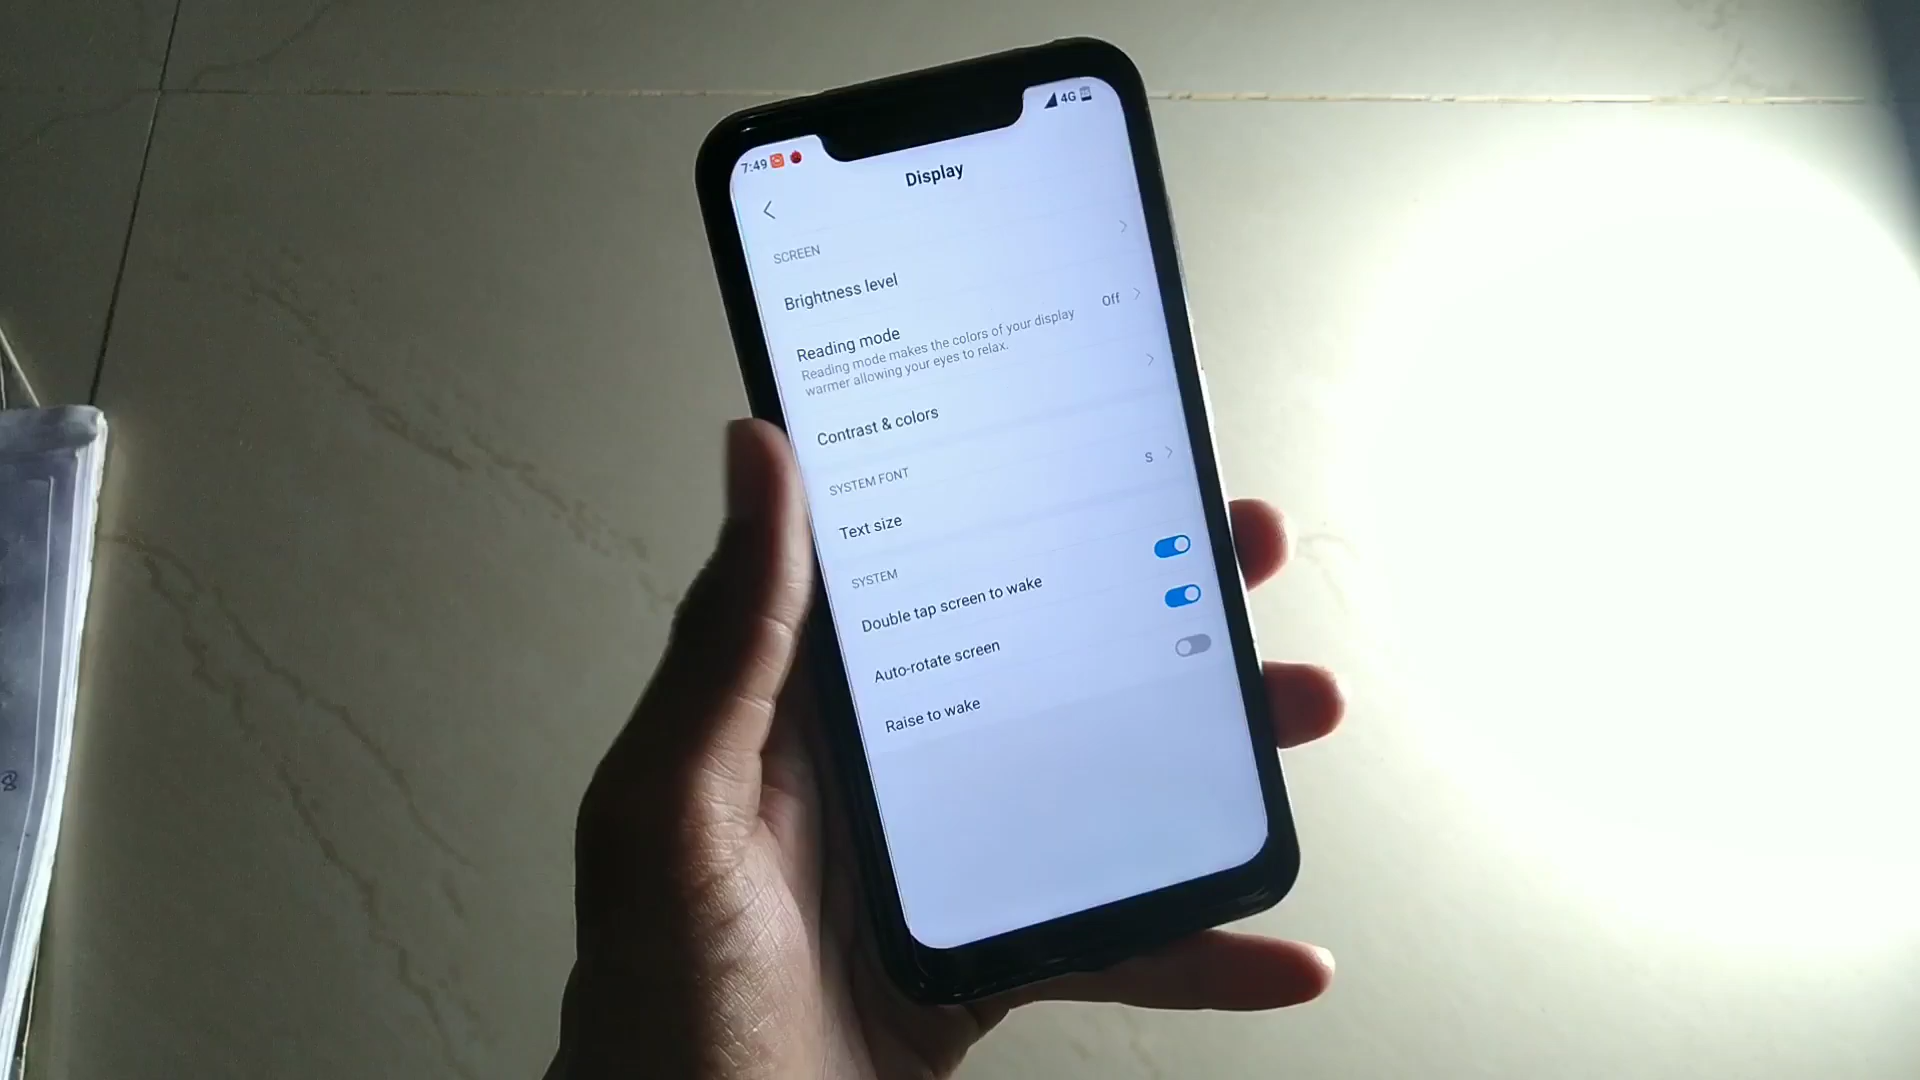 7:49
4G
Display
SCREEN
Brightness level
Reading mode
Off
Reading mode makes the colors of your display
warmer allowing your eyes to relax.
Contrast & colors
SYSTEM FONT
Text size
S
SYSTEM
Double tap screen to wake
Auto-rotate screen
Raise to wake